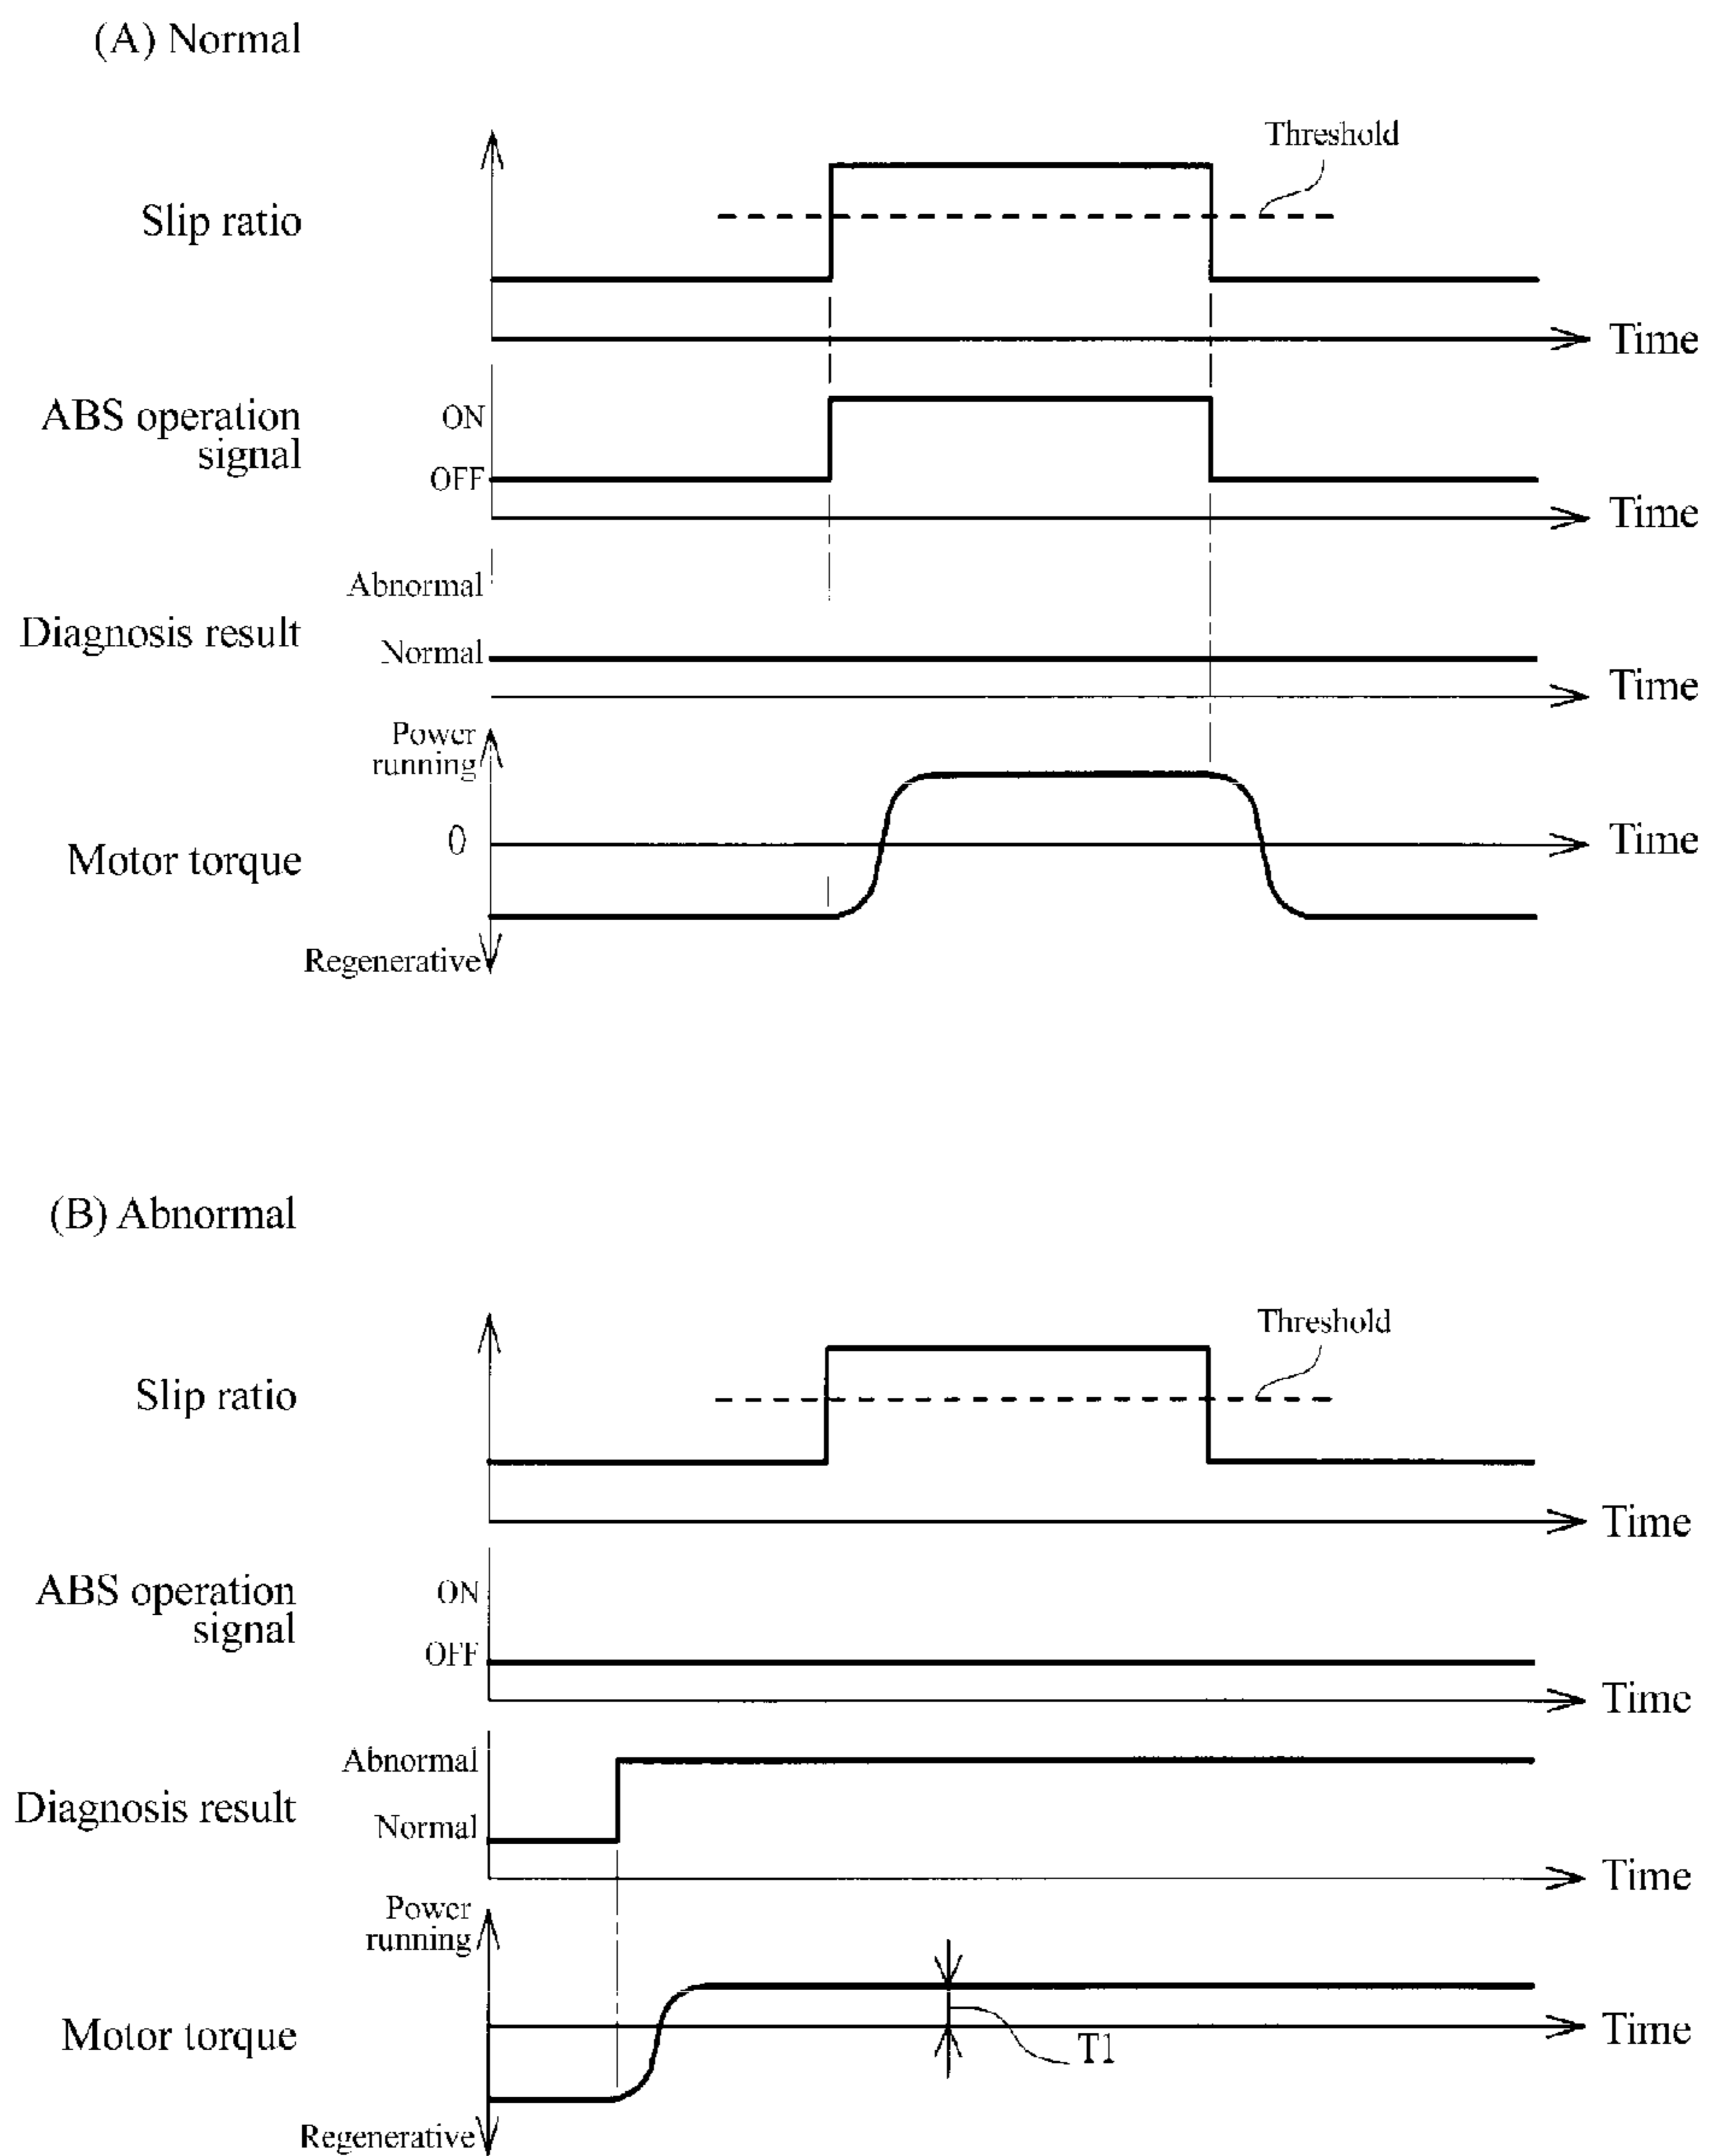 (A) Normal
Threshold
Slip ratio
Time
ABS operation
signal
ON
OFF
Time
Abnormal
Diagnosis result
Normal
Time
Power
running
0
Motor torque
Time
Regenerative
(B) Abnormal
Threshold
Slip ratio
Time
ABS operation
signal
ON
OFF
Time
Abnormal
Diagnosis result
Normal
Time
Power
running
Motor torque
Time
T1
Regenerative